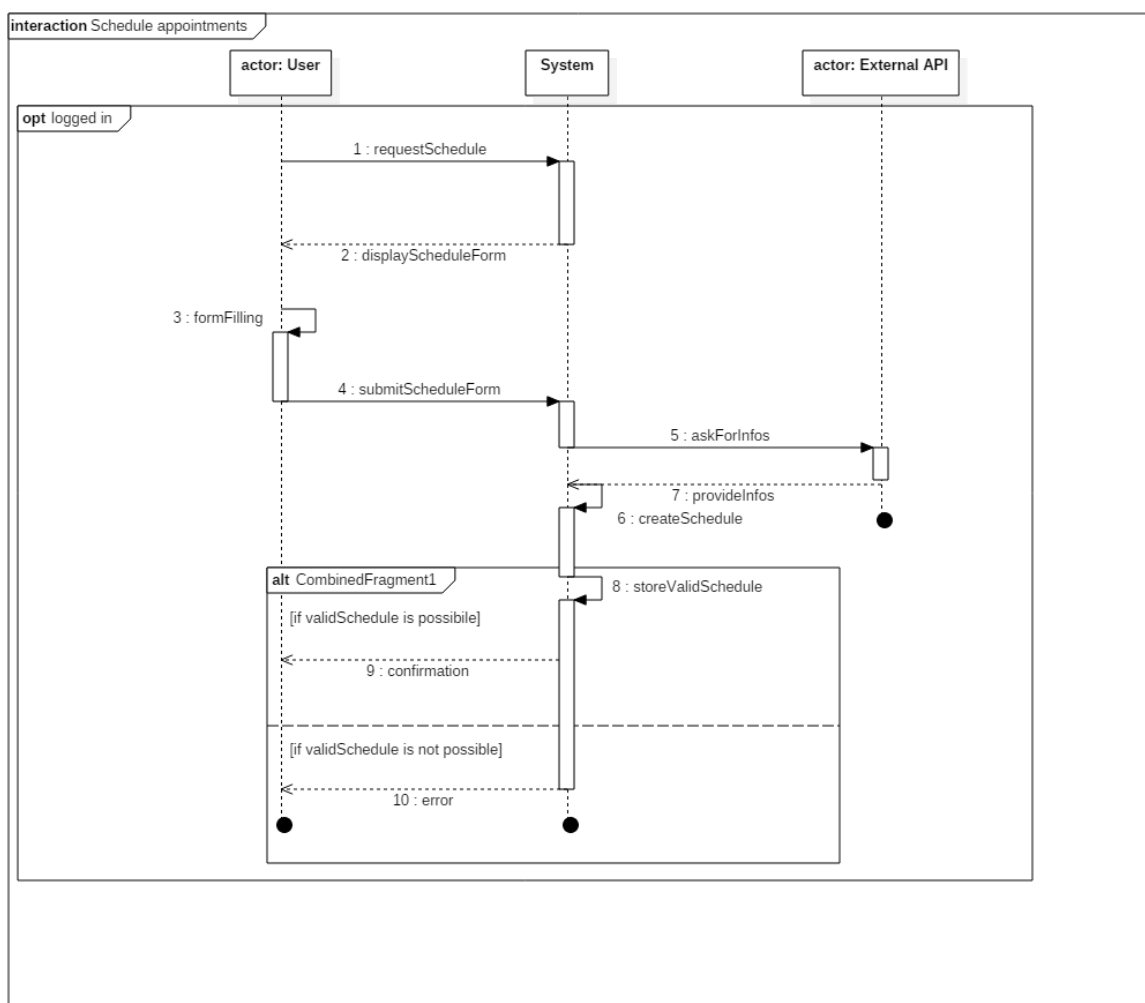 interaction Schedule appointments
actor: User
System
actor: External API
opt logged in
1 : requestSchedule
2 : displayScheduleForm
3 : formFilling
4 : submitScheduleForm
5 : askForInfos
7 : provideInfos
6 : createSchedule
alt CombinedFragment1
8 : storeValidSchedule
[if validSchedule is possibile]
9 : confirmation
[if validSchedule is not possible]
10 : error